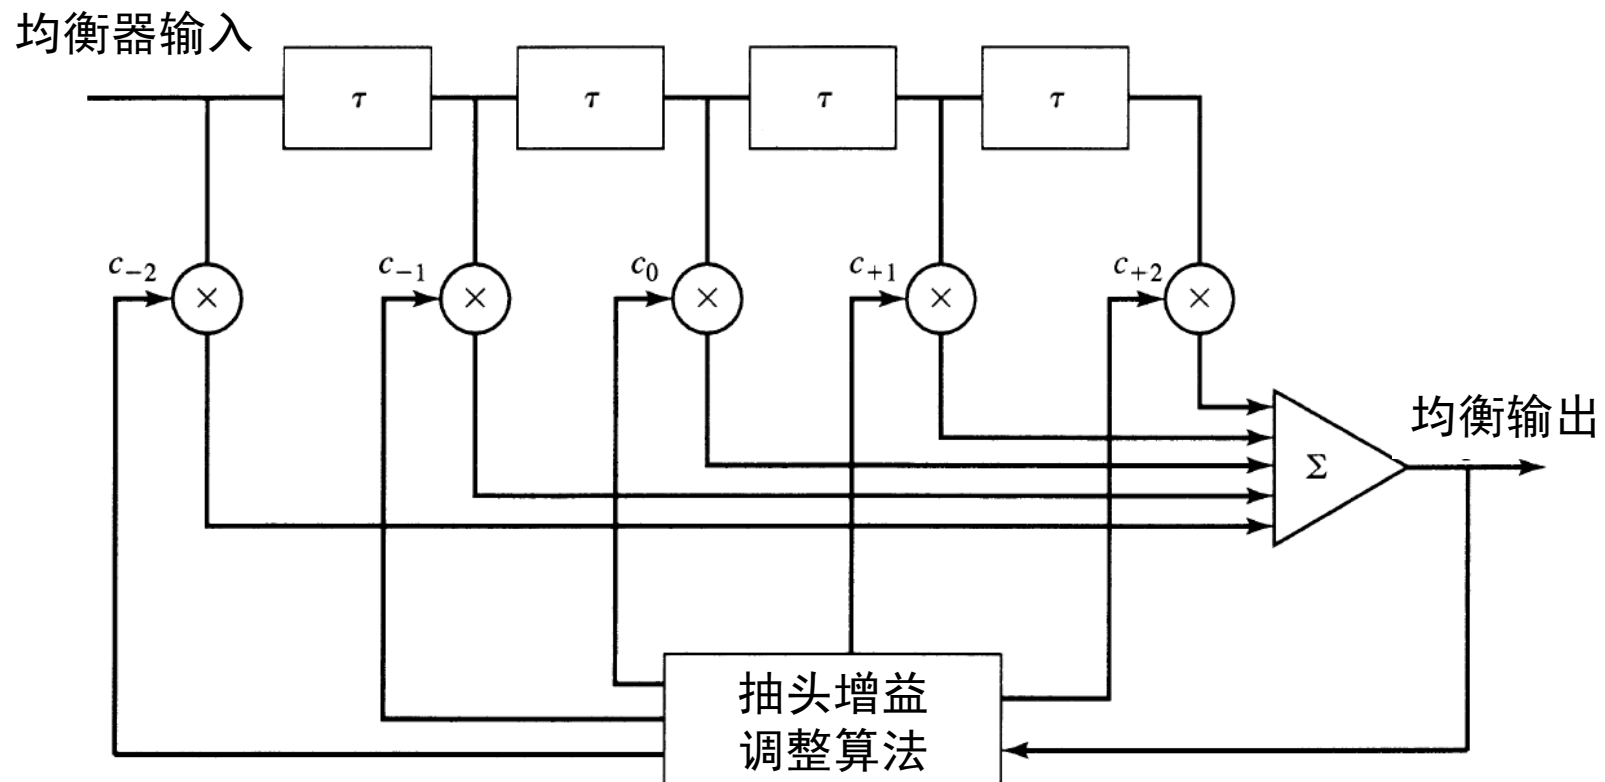 均衡器输入
τ τ τ τ
c₋₂ c₋₁ c₀ c₊₁ c₊₂
× × × × ×
均衡输出
Σ
抽头增益
调整算法